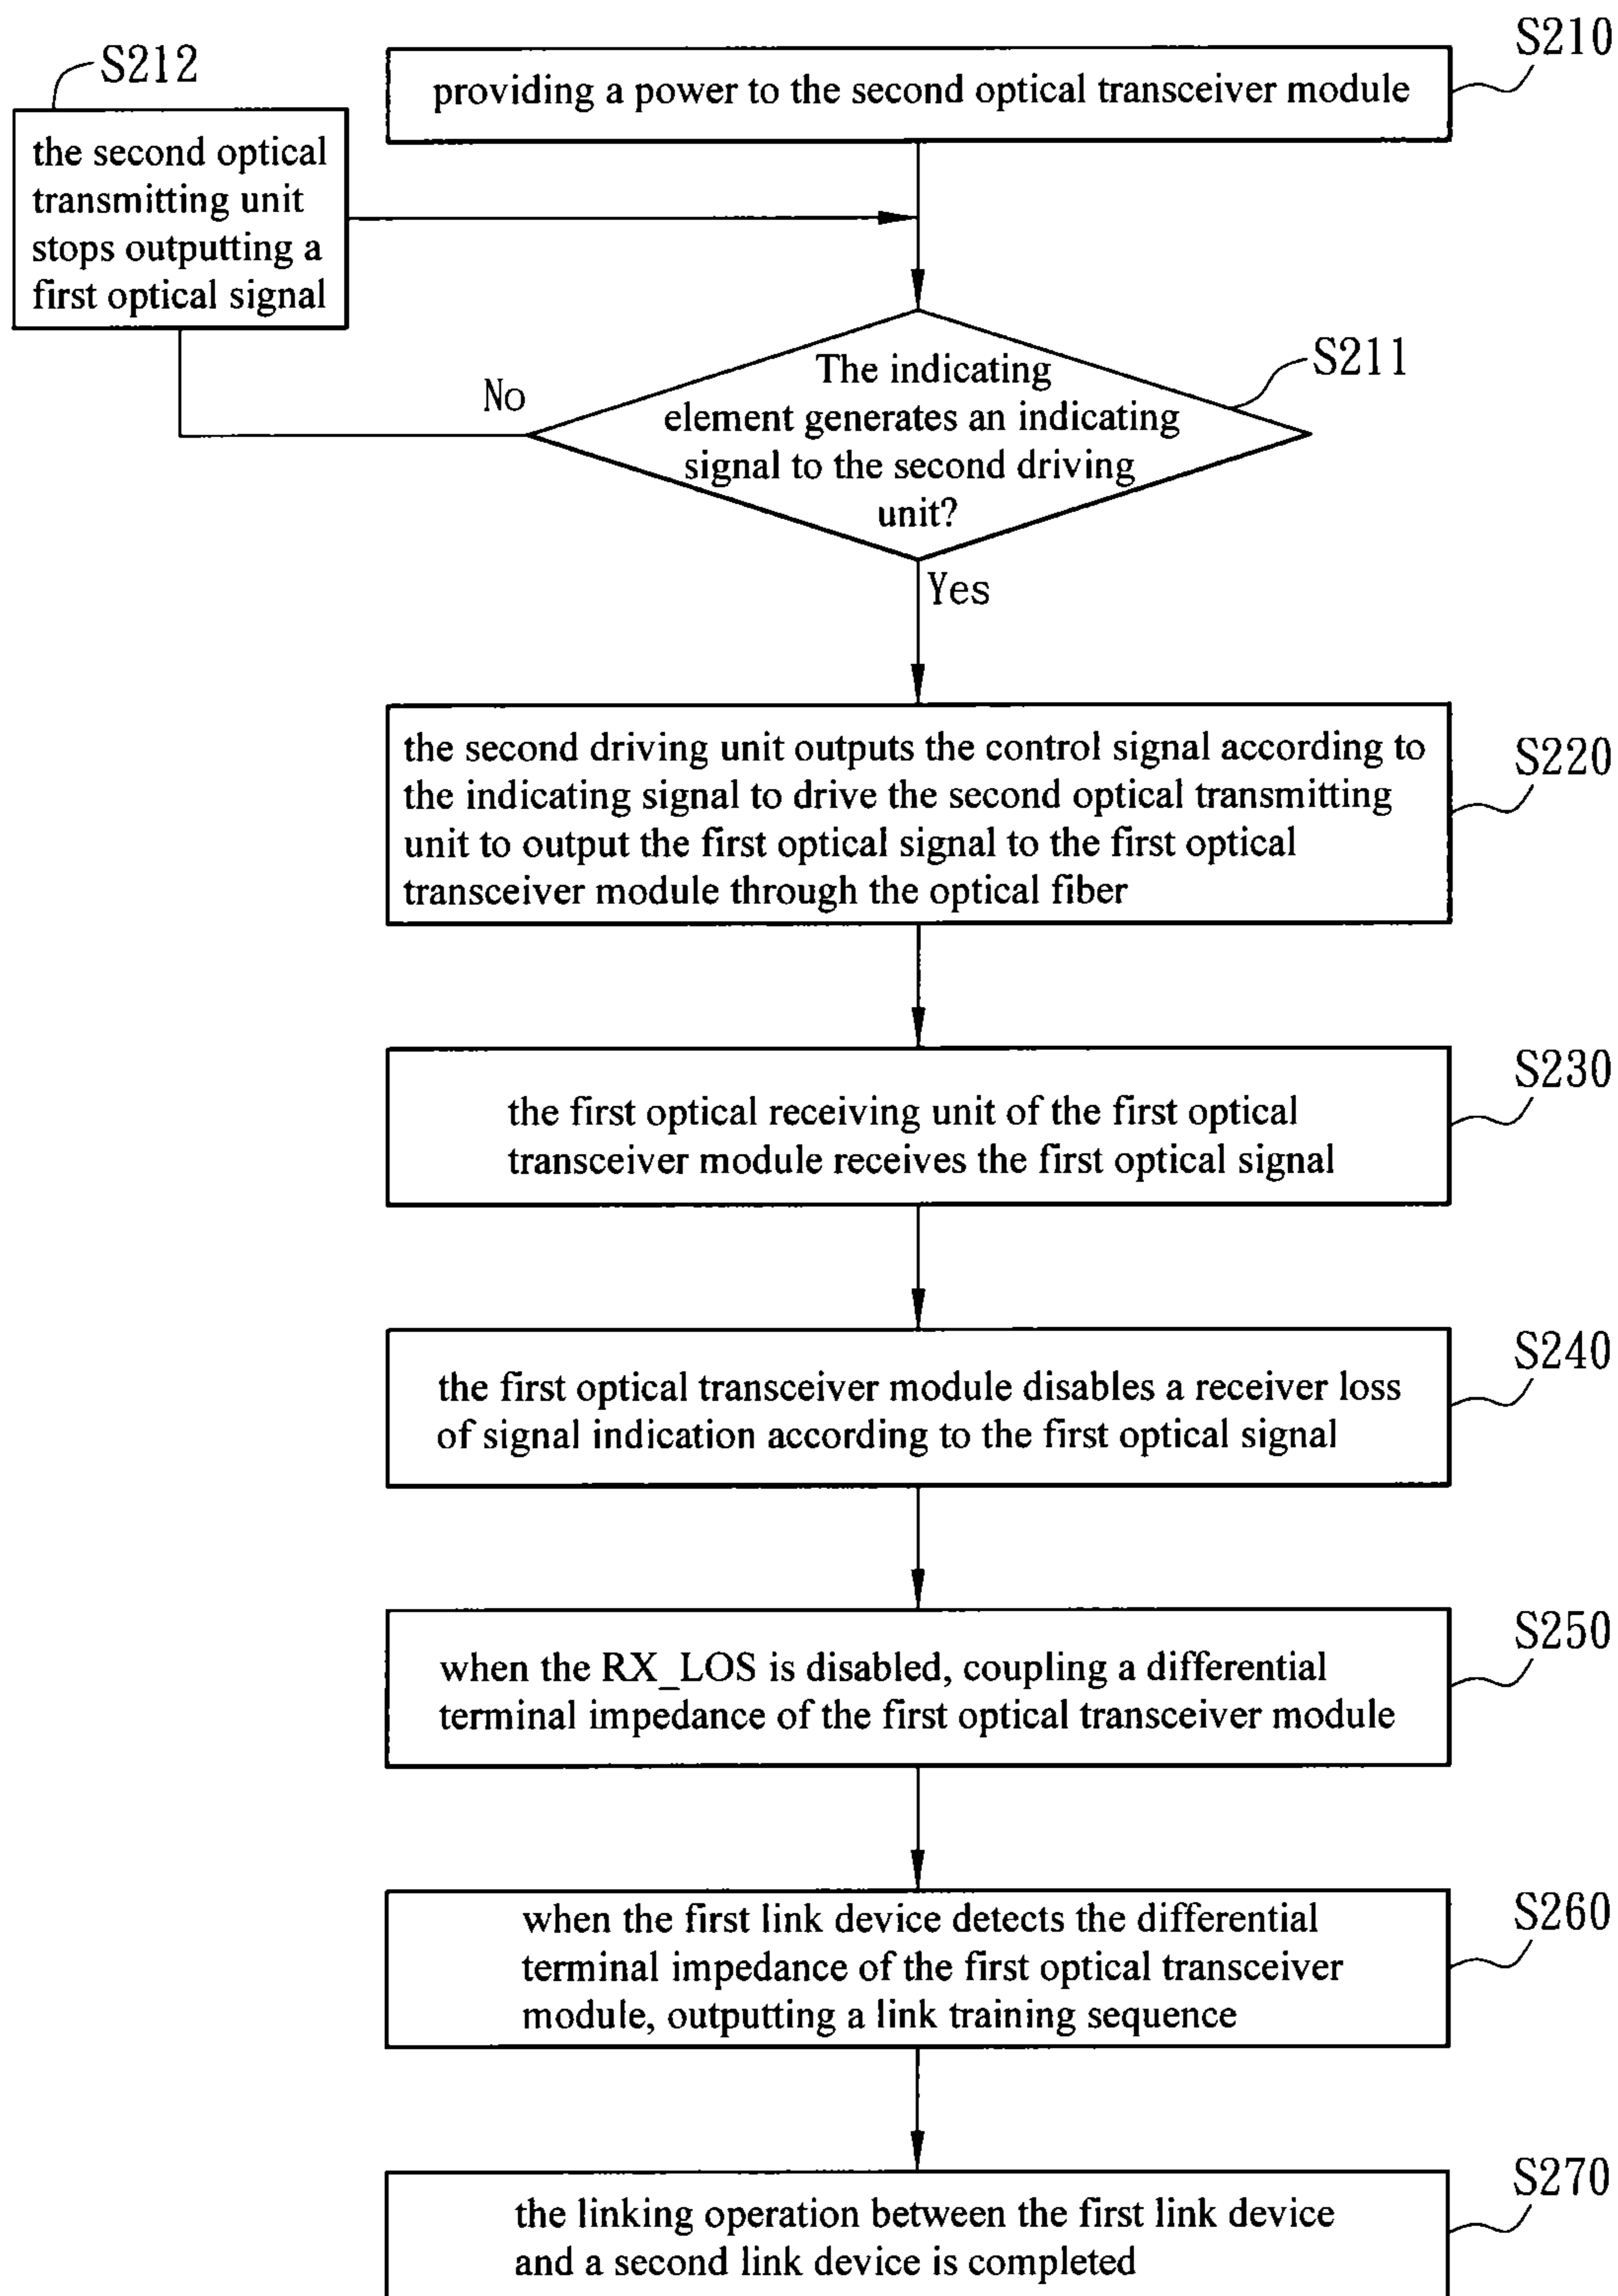 S210
providing a power to the second optical transceiver module
S212
the second optical
transmitting unit
stops outputting a
first optical signal
S211
The indicating
element generates an indicating
signal to the second driving
unit?
No
Yes
S220
the second driving unit outputs the control signal according to
the indicating signal to drive the second optical transmitting
unit to output the first optical signal to the first optical
transceiver module through the optical fiber
S230
the first optical receiving unit of the first optical
transceiver module receives the first optical signal
S240
the first optical transceiver module disables a receiver loss
of signal indication according to the first optical signal
S250
when the RX_LOS is disabled, coupling a differential
terminal impedance of the first optical transceiver module
S260
when the first link device detects the differential
terminal impedance of the first optical transceiver
module, outputting a link training sequence
S270
the linking operation between the first link device
and a second link device is completed